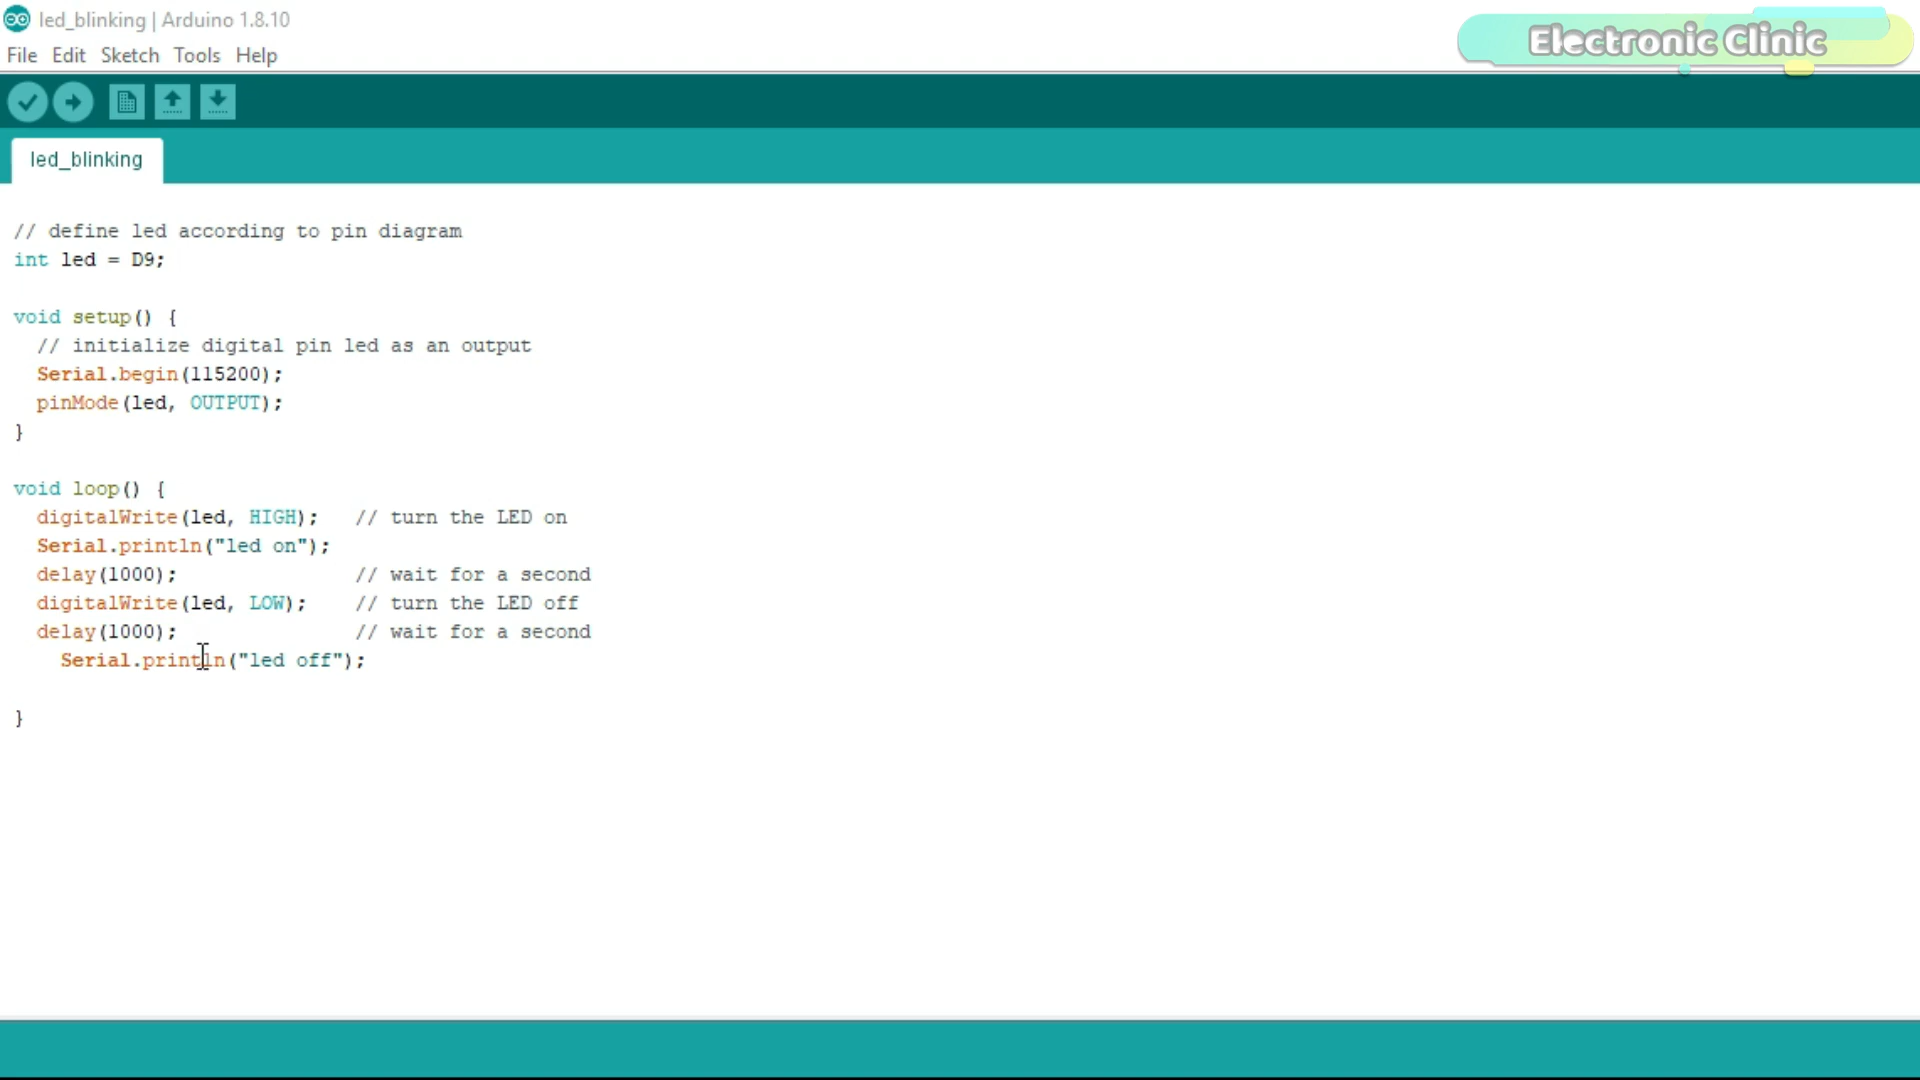 led_blinking | Arduino 1.8.10
File Edit Sketch Tools Help
Electronic Clinic
led_blinking
// define led according to pin diagram
int led = D9;
void setup() {
// initialize digital pin led as an output
Serial.begin(115200);
pinMode(led, OUTPUT);
}
void loop() {
digitalWrite(led, HIGH); // turn the LED on
Serial.println("led on");
delay(1000); // wait for a second
digitalWrite(led, LOW); // turn the LED off
delay(1000); // wait for a second
Serial.println("led off");
}